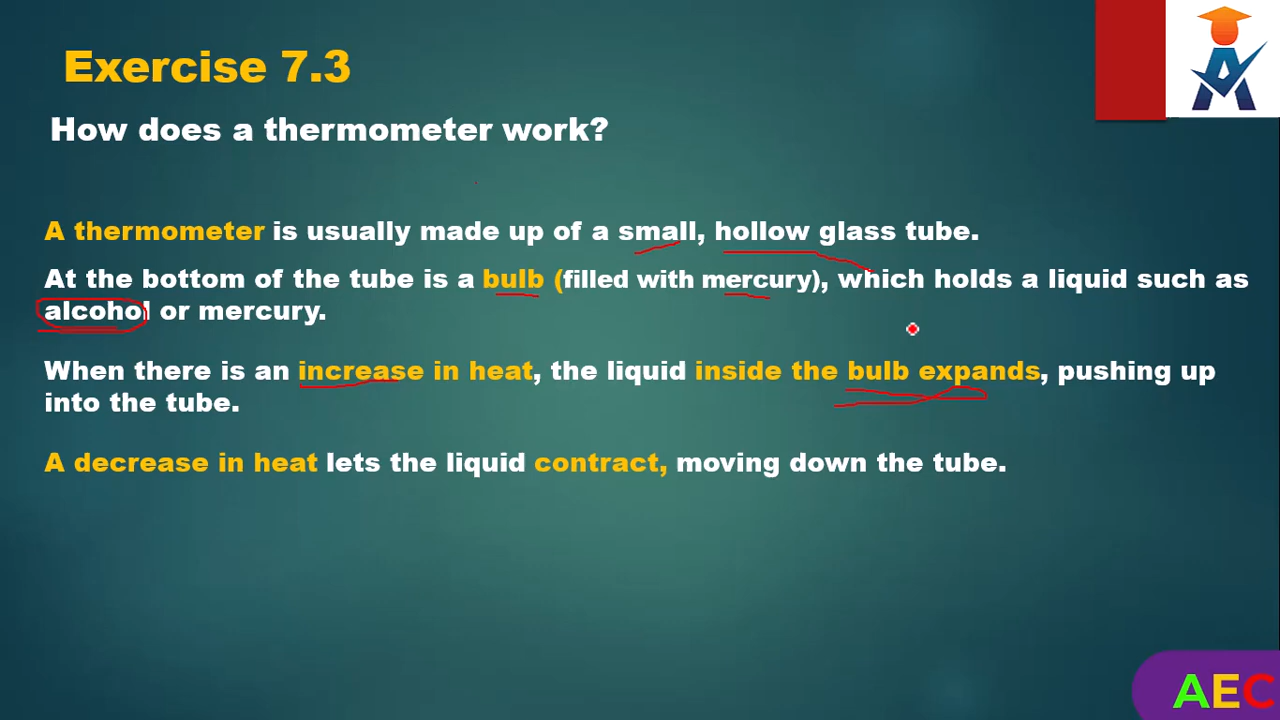 Exercise 7.3
How does a thermometer work?
A thermometer is usually made up of a small, hollow glass tube.
At the bottom of the tube is a bulb (filled with mercury), which holds a liquid such as
alcohol or mercury.
When there is an increase in heat, the liquid inside the bulb expands, pushing up
into the tube.
A decrease in heat lets the liquid contract, moving down the tube.
AEC